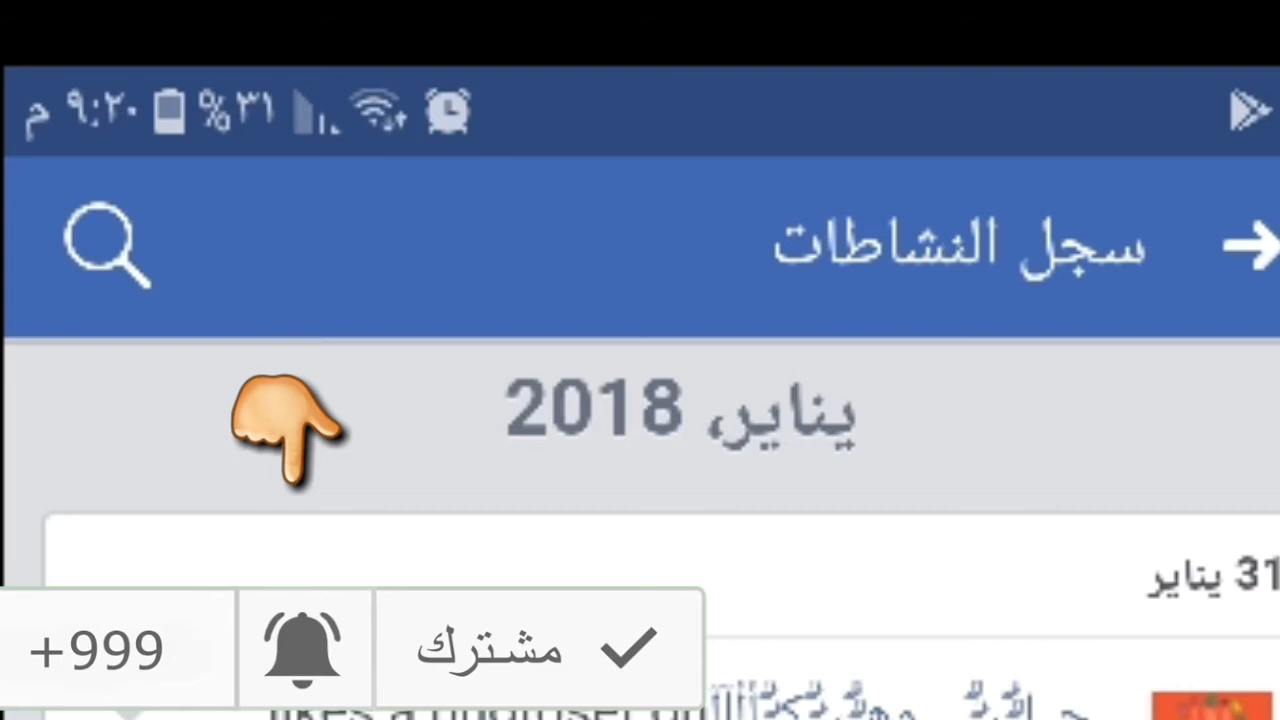 م ٩:٢٠ %٣١
سجل النشاطات
يناير، 2018
31 يناير
مشترك
+999